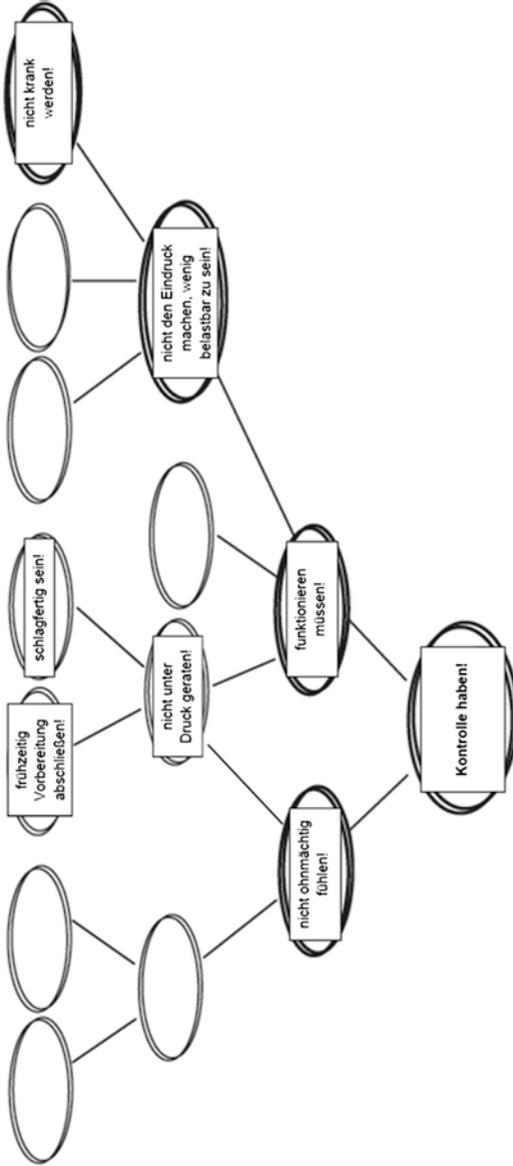 frühzeitig
Vorbereitung
abschließen!
schlagfertig sein!
nicht krank
werden!
nicht unter
Druck geraten!
nicht den Eindruck
machen, wenig
belastbar zu sein!
nicht ohnmächtig
fühlen!
funktionieren
müssen!
Kontrolle haben!